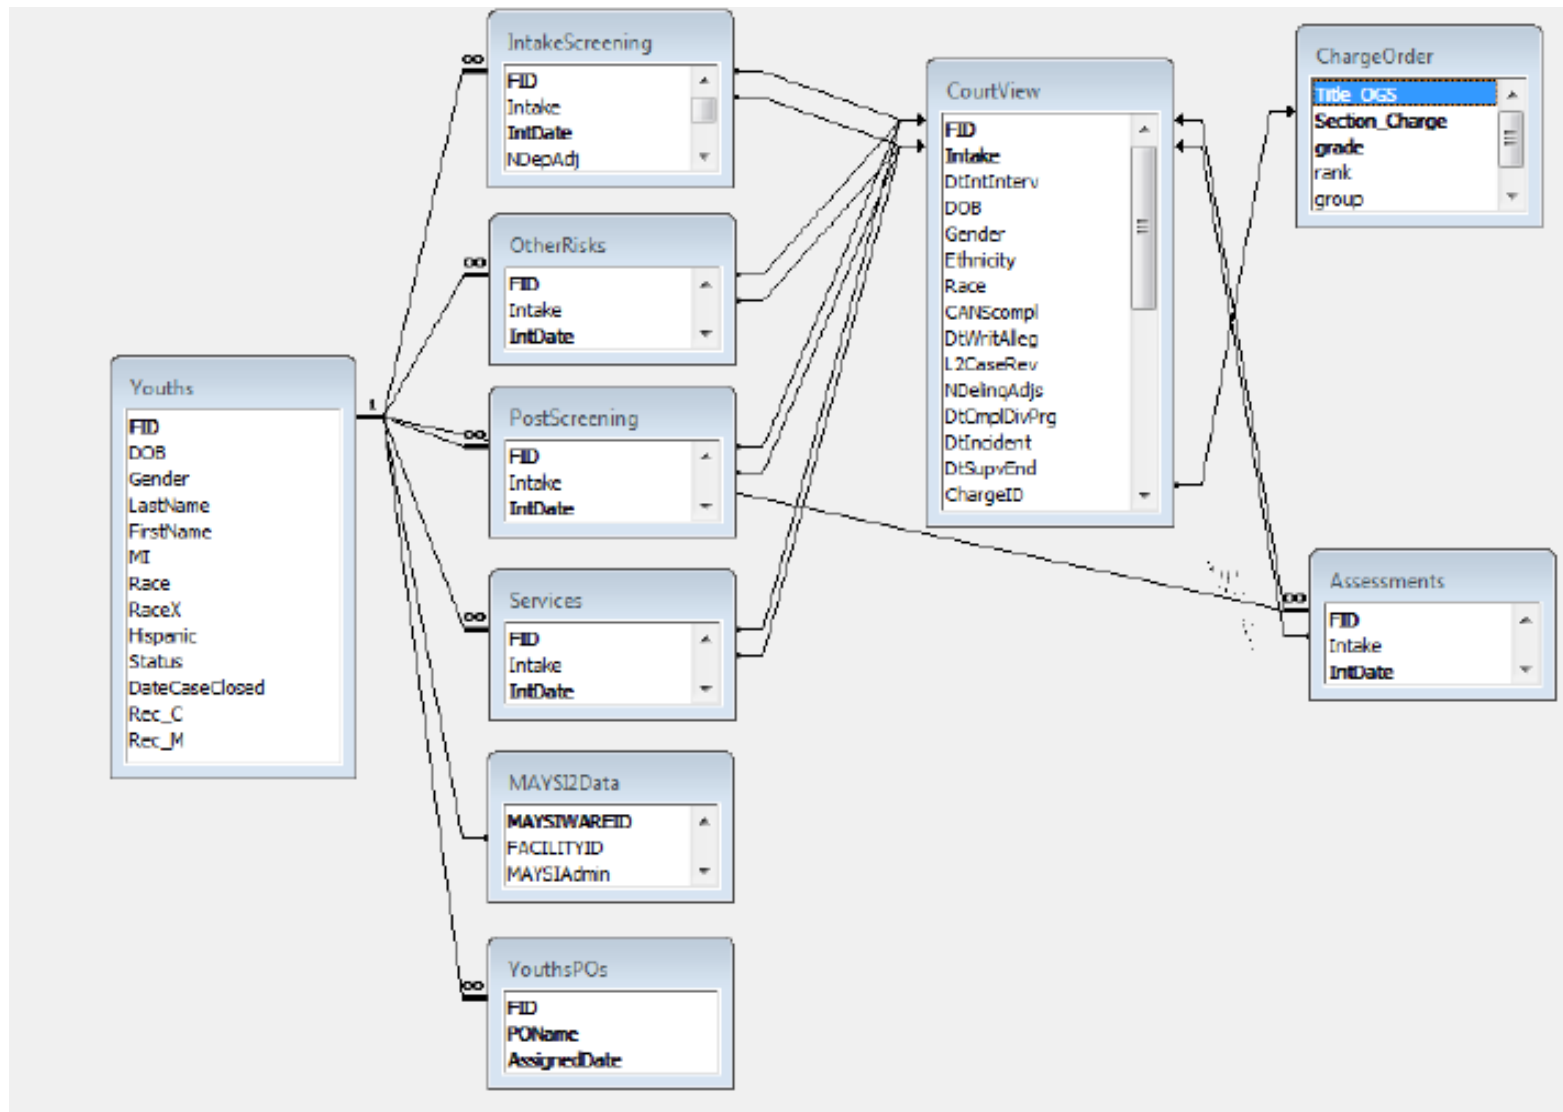 Youths
FID
DOB
Gender
LastName
FirstName
MI
Race
RaceX
Hispanic
Status
DateCaseClosed
Rec_C
Rec_M
1
∞
IntakeScreening
FID
Intake
IntDate
NDepAdj
∞
OtherRisks
FID
Intake
IntDate
∞
PostScreening
FID
Intake
IntDate
∞
Services
FID
Intake
IntDate
MAYSI2Data
MAYSIWAREID
FACILITYID
MAYSIAdmin
∞
YouthsPOs
FID
POName
AssignedDate
CourtView
FID
Intake
DtIntInterv
DOB
Gender
Ethnicity
Race
CANScompl
DtWritAlleg
L2CaseRev
NDelinqAdjs
DtCmplDivPrg
DtIncident
DtSupvEnd
ChargeID
ChargeOrder
Title_OGS
Section_Charge
grade
rank
group
∞
Assessments
FID
Intake
IntDate